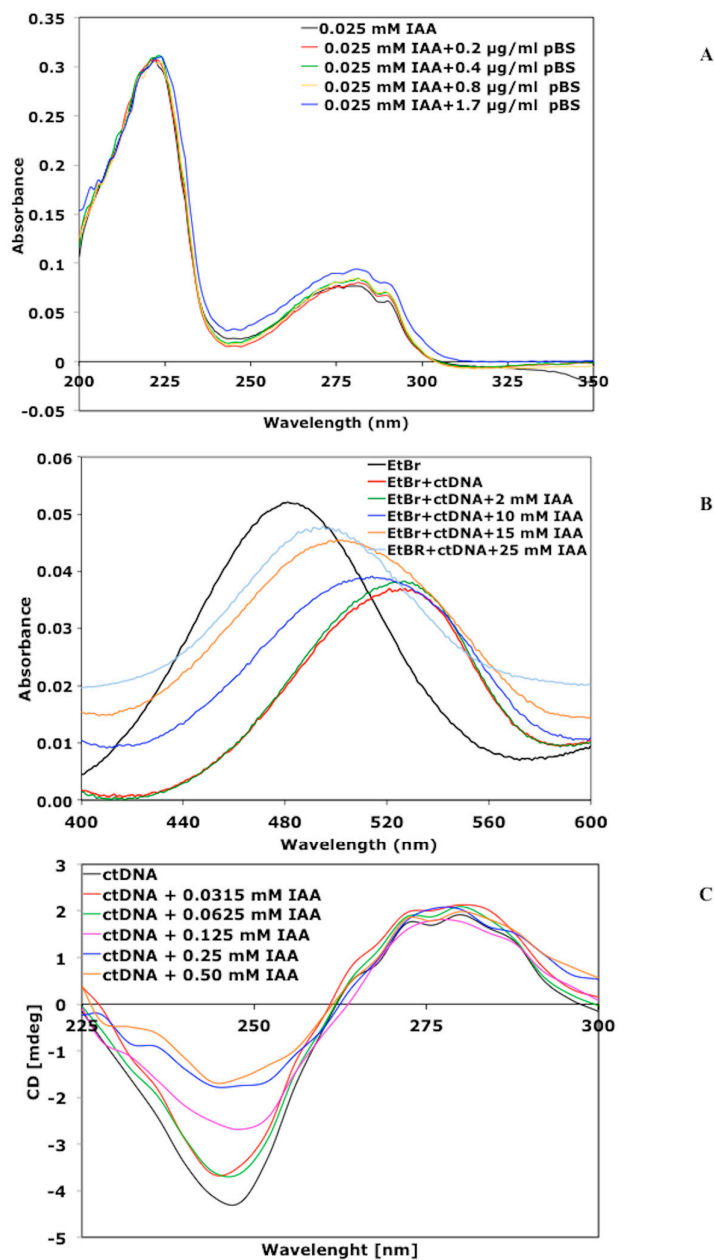 A
0.35
0.3
0.25
0.2
0.15
0.1
0.05
0
-0.05
Absorbance
0.025 mM IAA
0.025 mM IAA+0.2 µg/ml pBS
0.025 mM IAA+0.4 µg/ml pBS
0.025 mM IAA+0.8 µg/ml pBS
0.025 mM IAA+1.7 µg/ml pBS
200 225 250 275 300 325 350
Wavelength (nm)
B
0.06
0.05
0.04
0.03
0.02
0.01
0.00
Absorbance
EtBr
EtBr+ctDNA
EtBr+ctDNA+2 mM IAA
EtBr+ctDNA+10 mM IAA
EtBr+ctDNA+15 mM IAA
EtBR+ctDNA+25 mM IAA
400 440 480 520 560 600
Wavelength (nm)
C
3
2
1
0
-1
-2
-3
-4
-5
CD [mdeg]
ctDNA
ctDNA + 0.0315 mM IAA
ctDNA + 0.0625 mM IAA
ctDNA + 0.125 mM IAA
ctDNA + 0.25 mM IAA
ctDNA + 0.50 mM IAA
225 250 275 300
Wavelenght [nm]